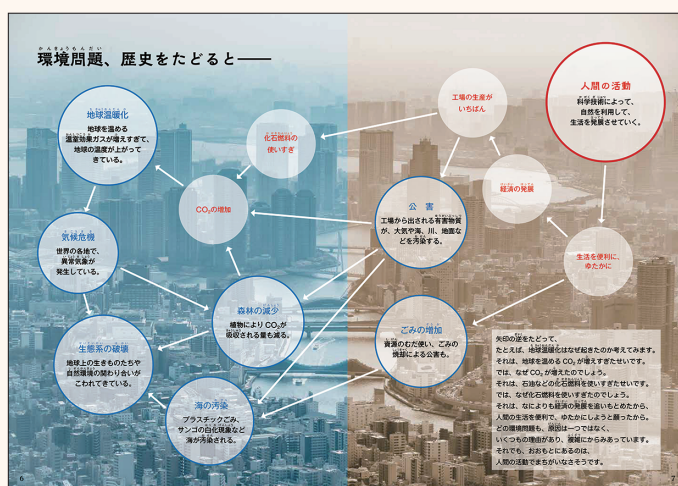 環境問題、歴史をたどると――
かんきょうもんだい
地球温暖化
地球を温める
温室効果ガスが増えすぎて、
地球の温度が上がって
きている。
気候危機
世界の各地で、
異常気象が
発生している。
生態系の破壊
地球上の生きものたちや
自然環境の関わり合いが
こわれてきている。
化石燃料の
使いすぎ
CO₂の増加
森林の減少
植物によりCO₂が
吸収される量も減る。
海の汚染
プラスチックごみ、
サンゴの白化現象など
海が汚染される。
工場の生産が
いちばん
人間の活動
科学技術によって、
自然を利用して、
生活を発展させていく。
経済の発展
公害
工場から出される有害物質
が、大気や海、川、地面な
どを汚染する。
生活を便利に、
ゆたかに
ごみの増加
資源のむだ使い、ごみの
焼却による公害も。
矢印の逆をたどって、
たとえば、地球温暖化はなぜ起きたのか考えてみます。
それは、地球を温めるCO₂が増えすぎたせいです。
では、なぜCO₂が増えたのでしょう。
それは、石油などの化石燃料を使いすぎたせいです。
では、なぜ化石燃料を使いすぎたのでしょう。
それは、なによりも経済の発展を追いもとめたから、
人間の生活を便利で、ゆたかにしようと願ったから。
どの環境問題も、原因は一つではなく、
いくつもの理由があり、複雑にからみあっています。
それでも、おおもとにあるのは、
人間の活動でまちがいなさそうです。
6
7